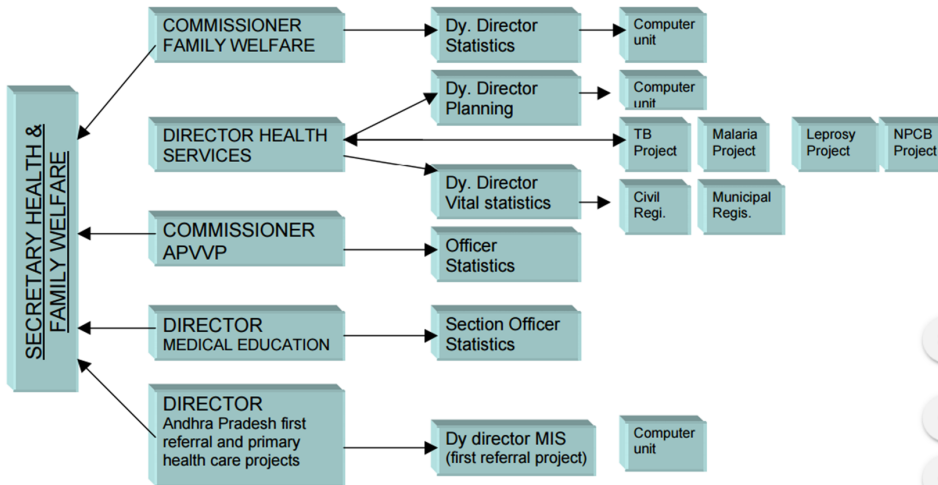 SECRETARY HEALTH &
FAMILY WELFARE
COMMISSIONER
FAMILY WELFARE
Dy. Director
Statistics
Computer
unit
Dy. Director
Planning
Computer
unit
DIRECTOR HEALTH
SERVICES
TB
Project
Malaria
Project
Leprosy
Project
NPCB
Project
Dy. Director
Vital statistics
Civil
Regi.
Municipal
Regis.
COMMISSIONER
APVVP
Officer
Statistics
DIRECTOR
MEDICAL EDUCATION
Section Officer
Statistics
DIRECTOR
Andhra Pradesh first
referral and primary
health care projects
Dy director MIS
(first referral project)
Computer
unit